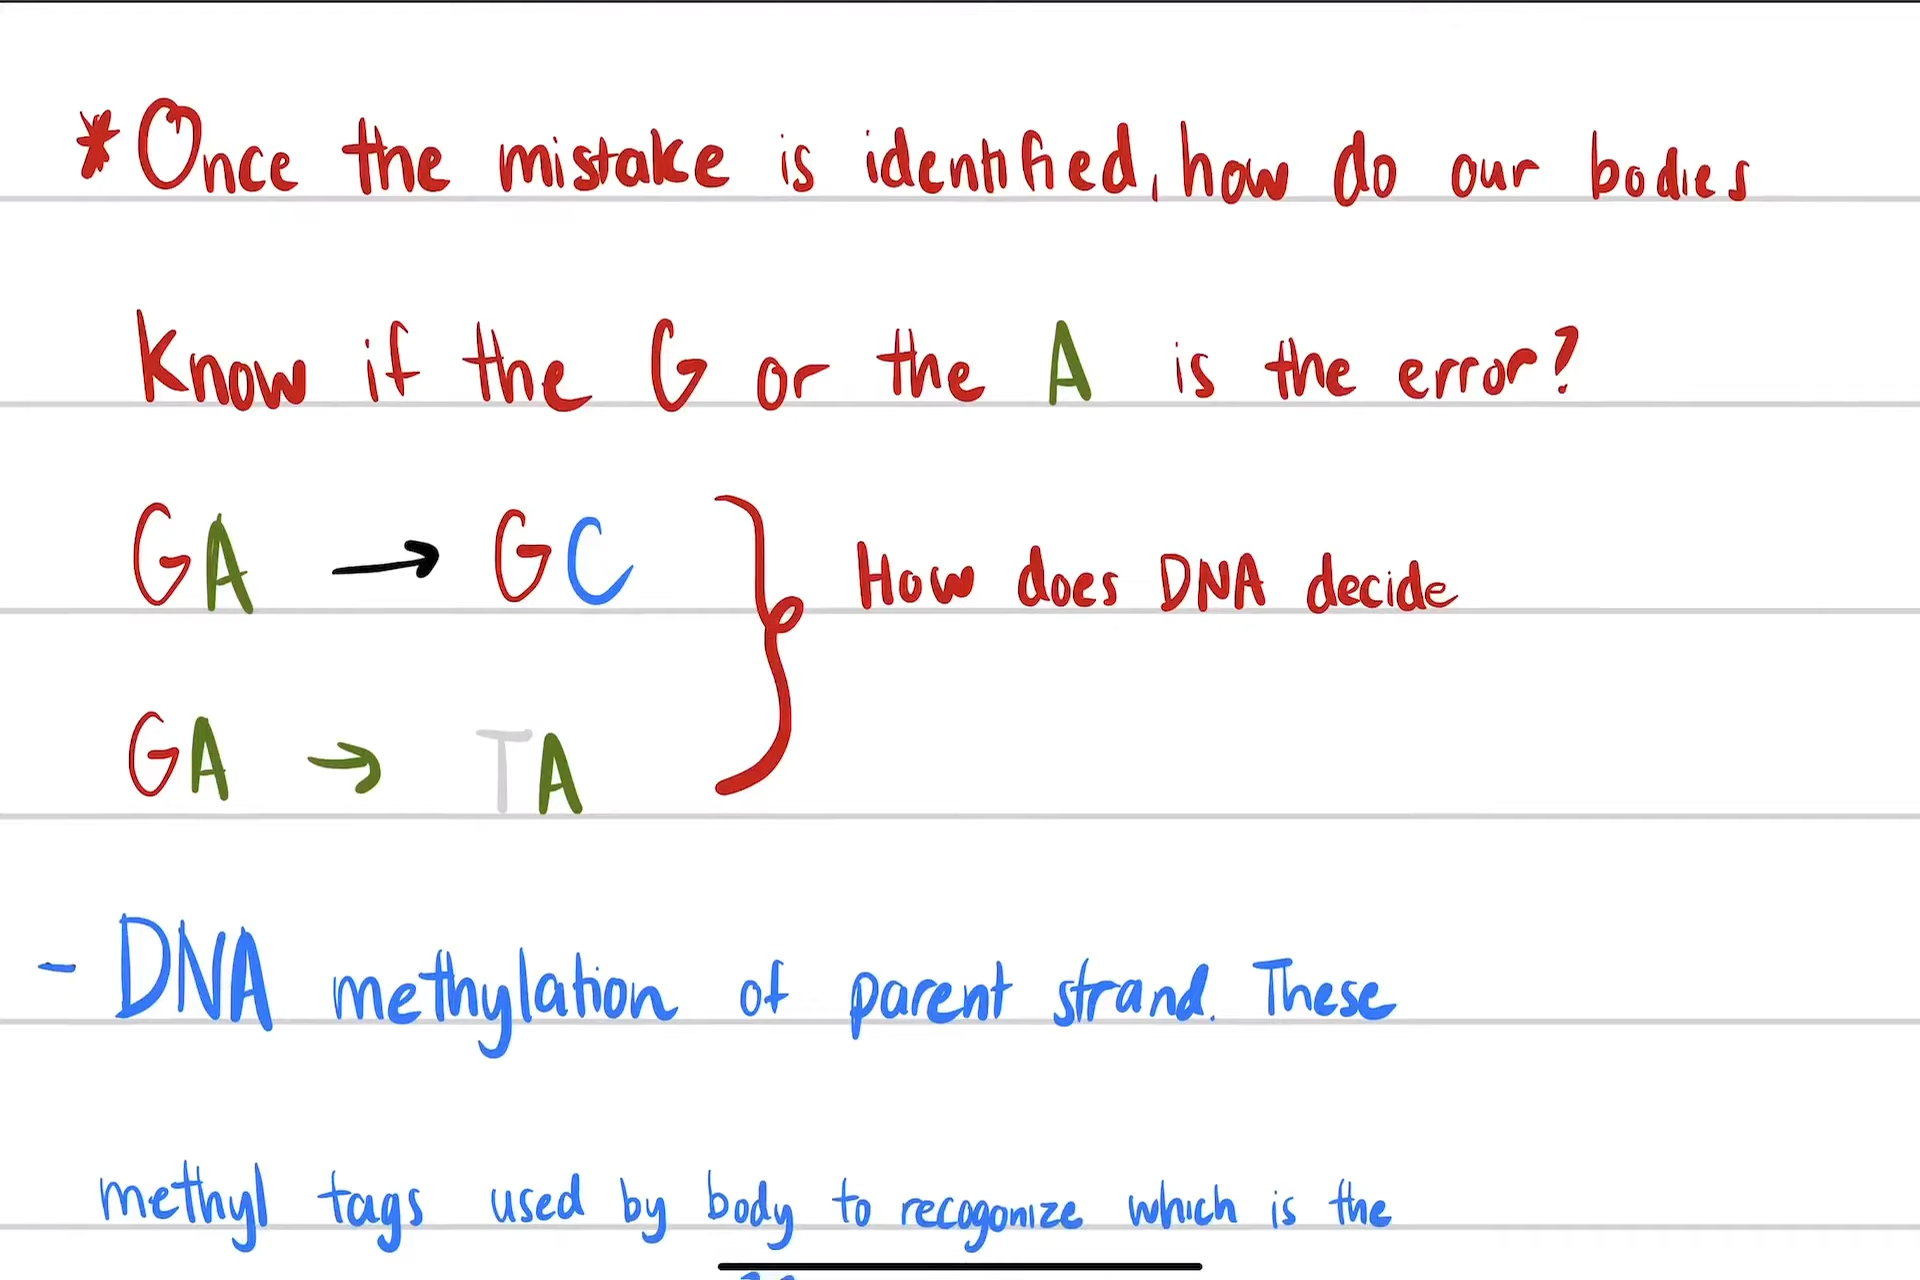 *Once the mistake is identified, how do our bodies
Know if the G or the A is the error?
GA → GC } How does DNA decide
GA → TA
- DNA methylation of parent strand. These
methyl tags used by body to recogonize which is the